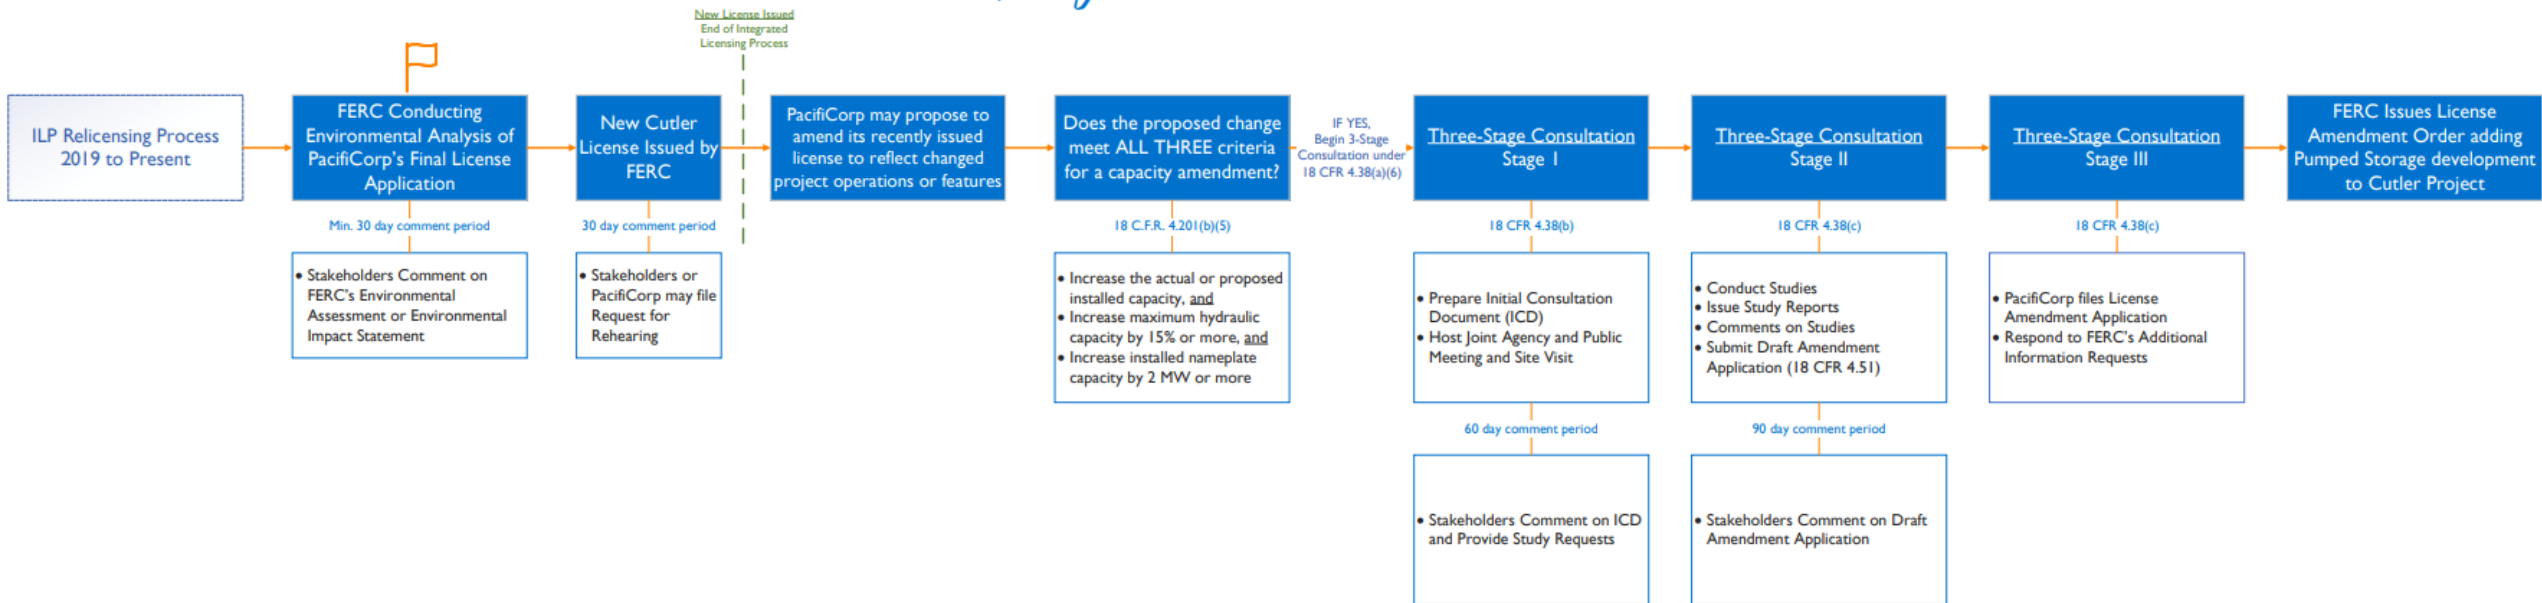 New License Issued
End of Integrated
Licensing Process
ILP Relicensing Process
2019 to Present
FERC Conducting
Environmental Analysis of
PacifiCorp's Final License
Application
New Cutler
License Issued by
FERC
PacifiCorp may propose to
amend its recently issued
license to reflect changed
project operations or features
Does the proposed change
meet ALL THREE criteria
for a capacity amendment?
IF YES,
Begin 3-Stage
Consultation under
18 CFR 4.38(a)(6)
Three-Stage Consultation
Stage I
Three-Stage Consultation
Stage II
Three-Stage Consultation
Stage III
FERC Issues License
Amendment Order adding
Pumped Storage development
to Cutler Project
Min. 30 day comment period
30 day comment period
18 C.F.R. 4.201(b)(5)
18 CFR 4.38(b)
18 CFR 4.38(c)
18 CFR 4.38(c)
• Stakeholders Comment on
FERC's Environmental
Assessment or Environmental
Impact Statement
• Stakeholders or
PacifiCorp may file
Request for
Rehearing
• Increase the actual or proposed
installed capacity, and
• Increase maximum hydraulic
capacity by 15% or more, and
• Increase installed nameplate
capacity by 2 MW or more
• Prepare Initial Consultation
Document (ICD)
• Host Joint Agency and Public
Meeting and Site Visit
• Conduct Studies
• Issue Study Reports
• Comments on Studies
• Submit Draft Amendment
Application (18 CFR 4.51)
• PacifiCorp files License
Amendment Application
• Respond to FERC's Additional
Information Requests
60 day comment period
90 day comment period
• Stakeholders Comment on ICD
and Provide Study Requests
• Stakeholders Comment on Draft
Amendment Application